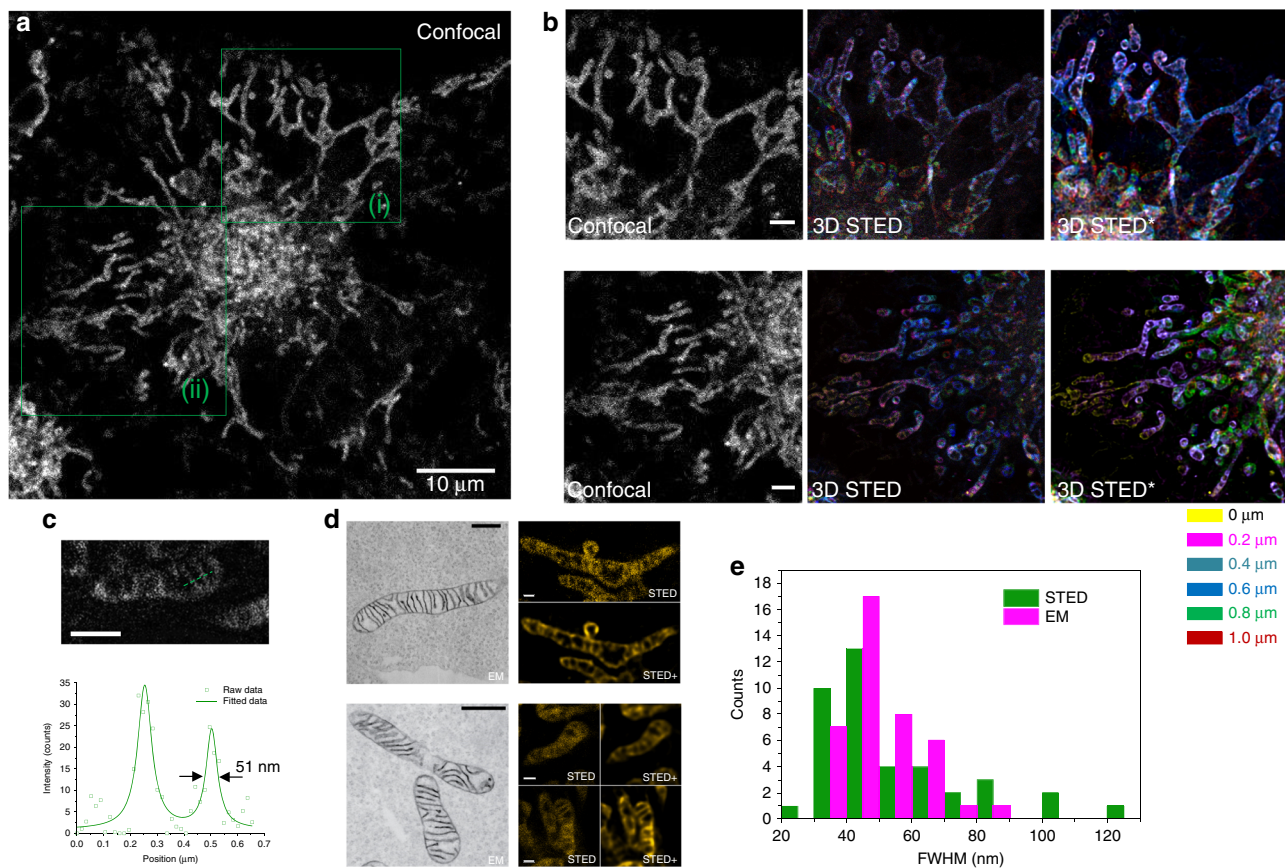 a
Confocal
(i)
(ii)
10 μm
b
Confocal
3D STED
3D STED*
Confocal
3D STED
3D STED*
c
35
30
25
20
15
10
5
0
Intensity (counts)
Raw data
Fitted data
51 nm
0.0
0.1
0.2
0.3
0.4
0.5
0.6
0.7
Position (μm)
d
EM
STED
STED+
EM
STED
STED+
STED
STED+
e
18
16
14
12
10
8
6
4
2
0
Counts
STED
EM
20
40
60
80
100
120
FWHM (nm)
0 μm
0.2 μm
0.4 μm
0.6 μm
0.8 μm
1.0 μm